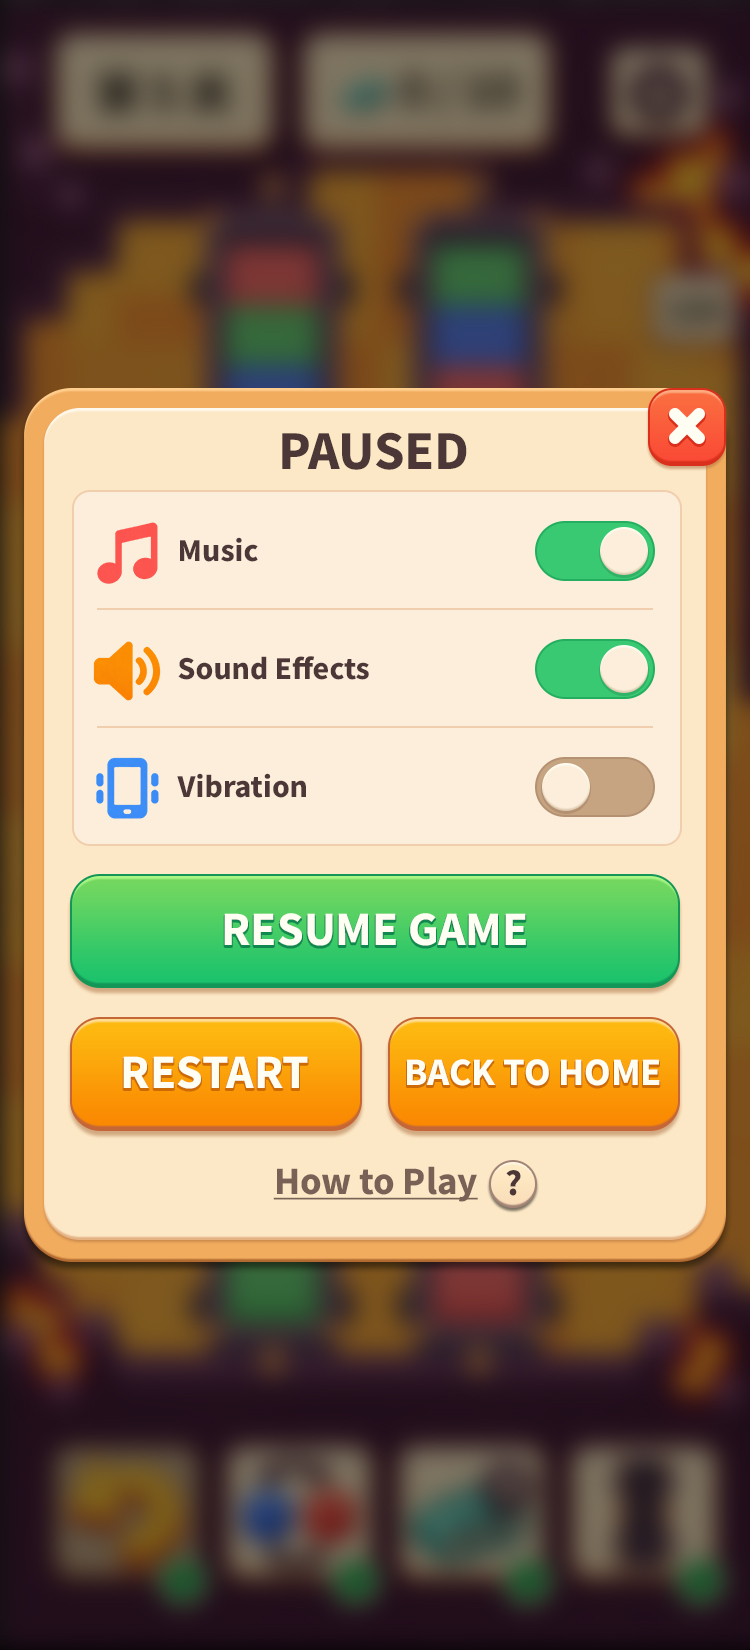 PAUSED
Music
Sound Effects
Vibration
RESUME GAME
RESTART
BACK TO HOME
How to Play ?